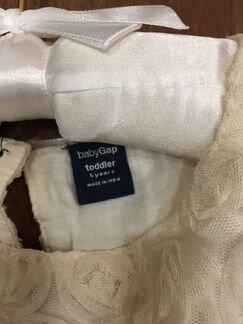 babyGap
toddler
5 years
MADE IN INDIA